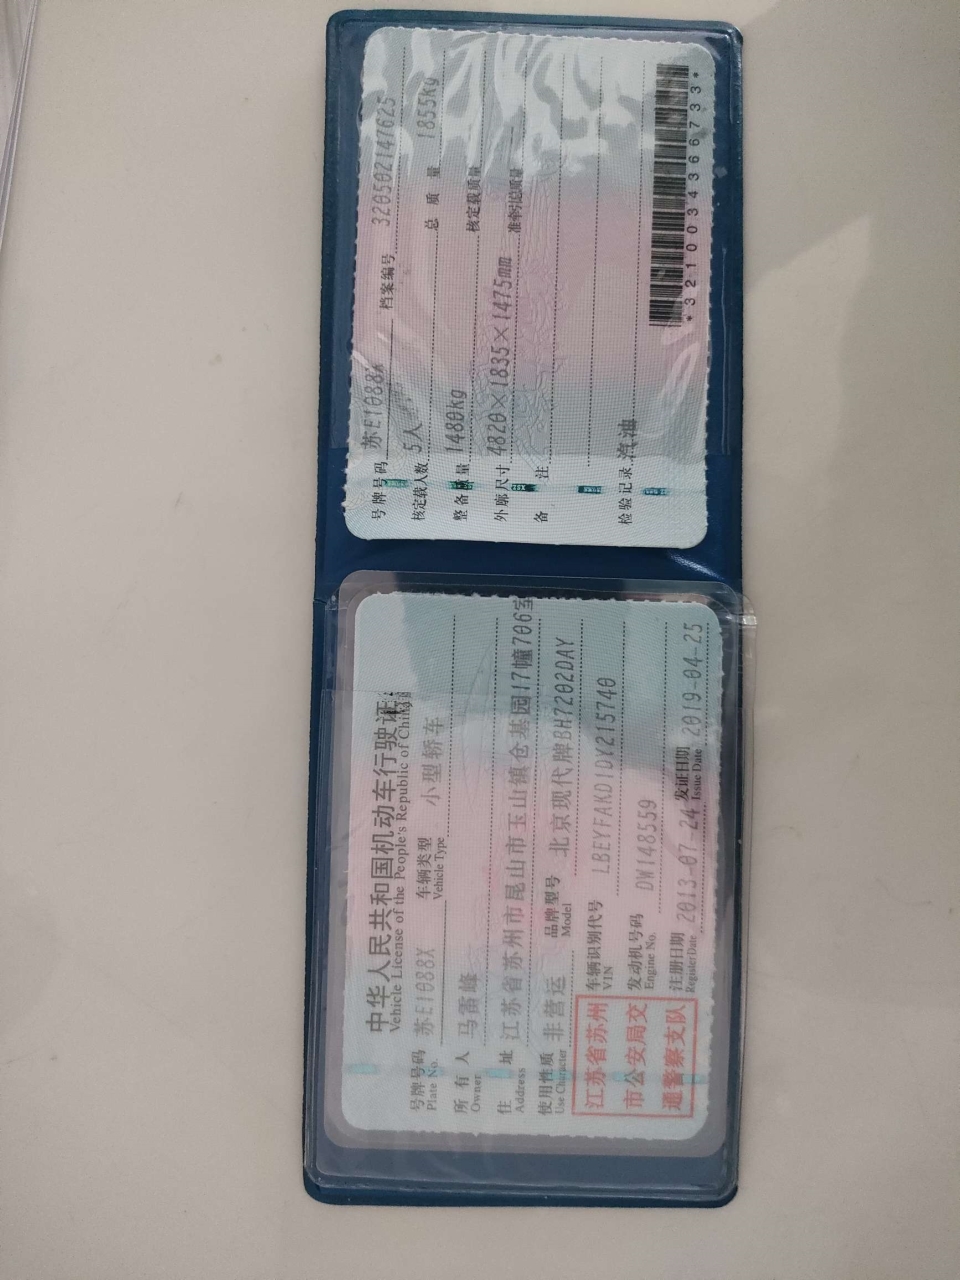 中华人民共和国机动车行驶证
Vehicle License of the People's Republic of China
号牌号码 苏E1088X 车辆类型 小型轿车
Plate No. Vehicle Type
所有人 马雷峰
Owner
住址 江苏省苏州市昆山市玉山镇仓基园17幢706室
Address
使用性质 非营运 品牌型号 北京现代牌BH7202DAY
Use Character Model
江苏省苏州
市公安局交
通警察支队
车辆识别代号 LBEYFAKD1DY215740
VIN
发动机号码 DW148559
Engine No.
注册日期 2013-07-24 发证日期 2019-04-25
Register Date Issue Date
号牌号码 苏E1088X 档案编号 320502147625
核定载人数 5人 总质量 1855kg
整备质量 1480kg 核定载质量
外廓尺寸 4820×1835×1475mm 准牵引总质量
备注
检验记录 汽油
*3210034366733*